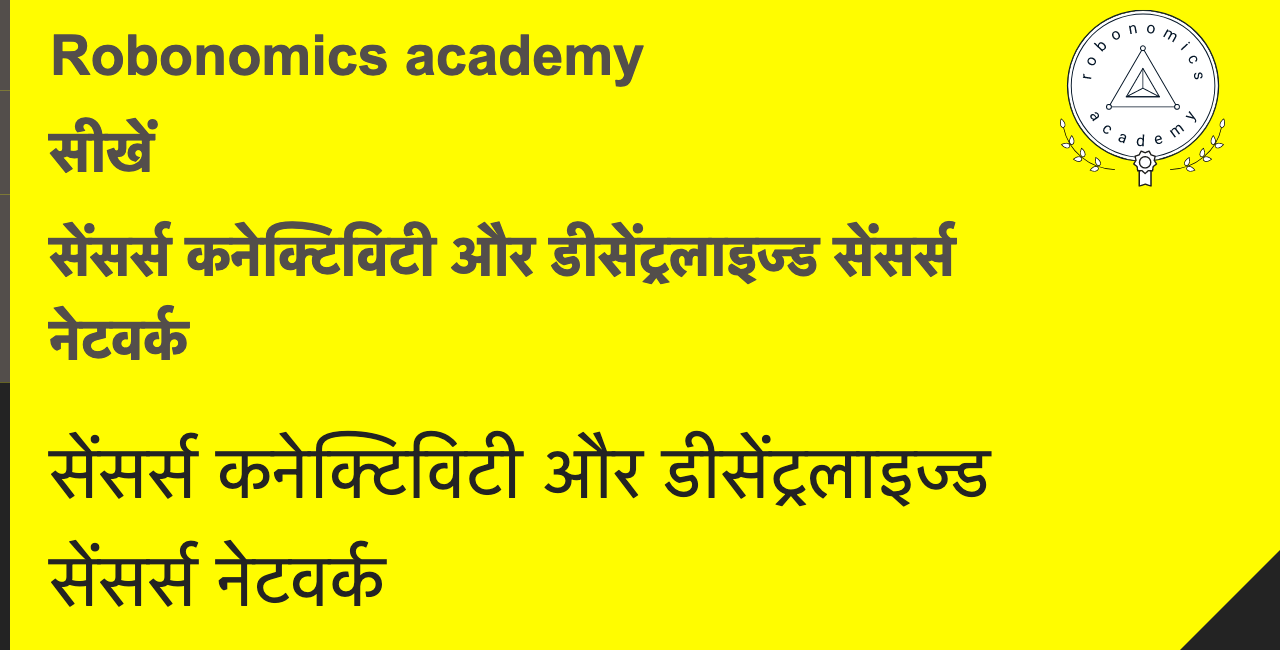 Robonomics academy
robonomics
academy
सीखें
सेंसर्स कनेक्टिविटी और डीसेंट्रलाइज्ड सेंसर्स
नेटवर्क
सेंसर्स कनेक्टिविटी और डीसेंट्रलाइज्ड
सेंसर्स नेटवर्क